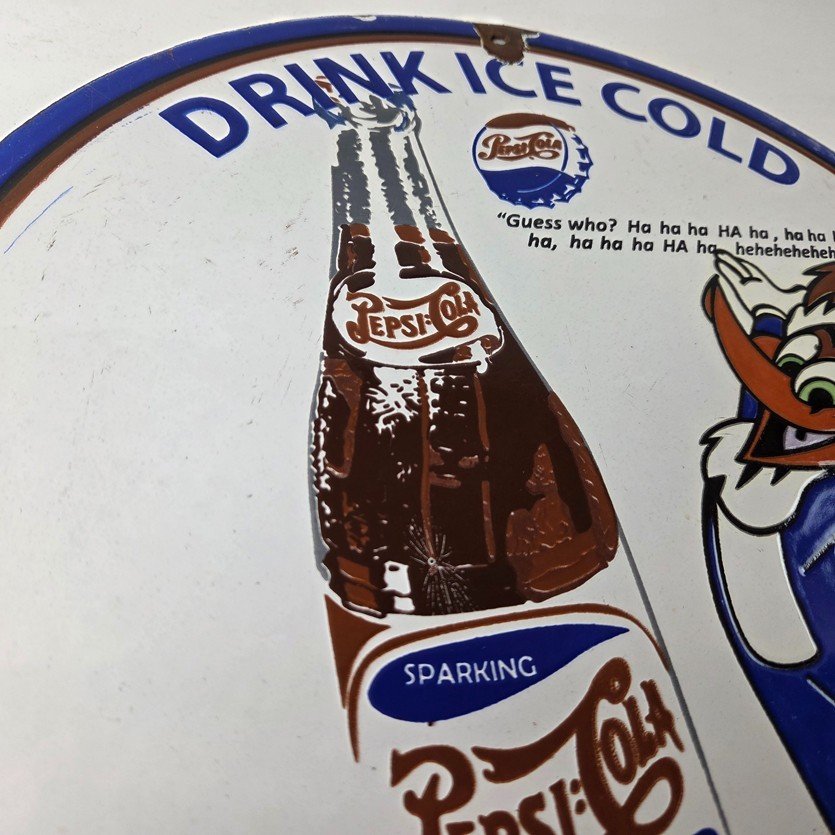 DRINK ICE COLD
PEPSI:COLA
"Guess who? Ha ha ha HA ha, ha ha
ha, ha ha ha HA ha, hehehehehe
PEPSI:COLA
SPARKING
PEPSI:COLA